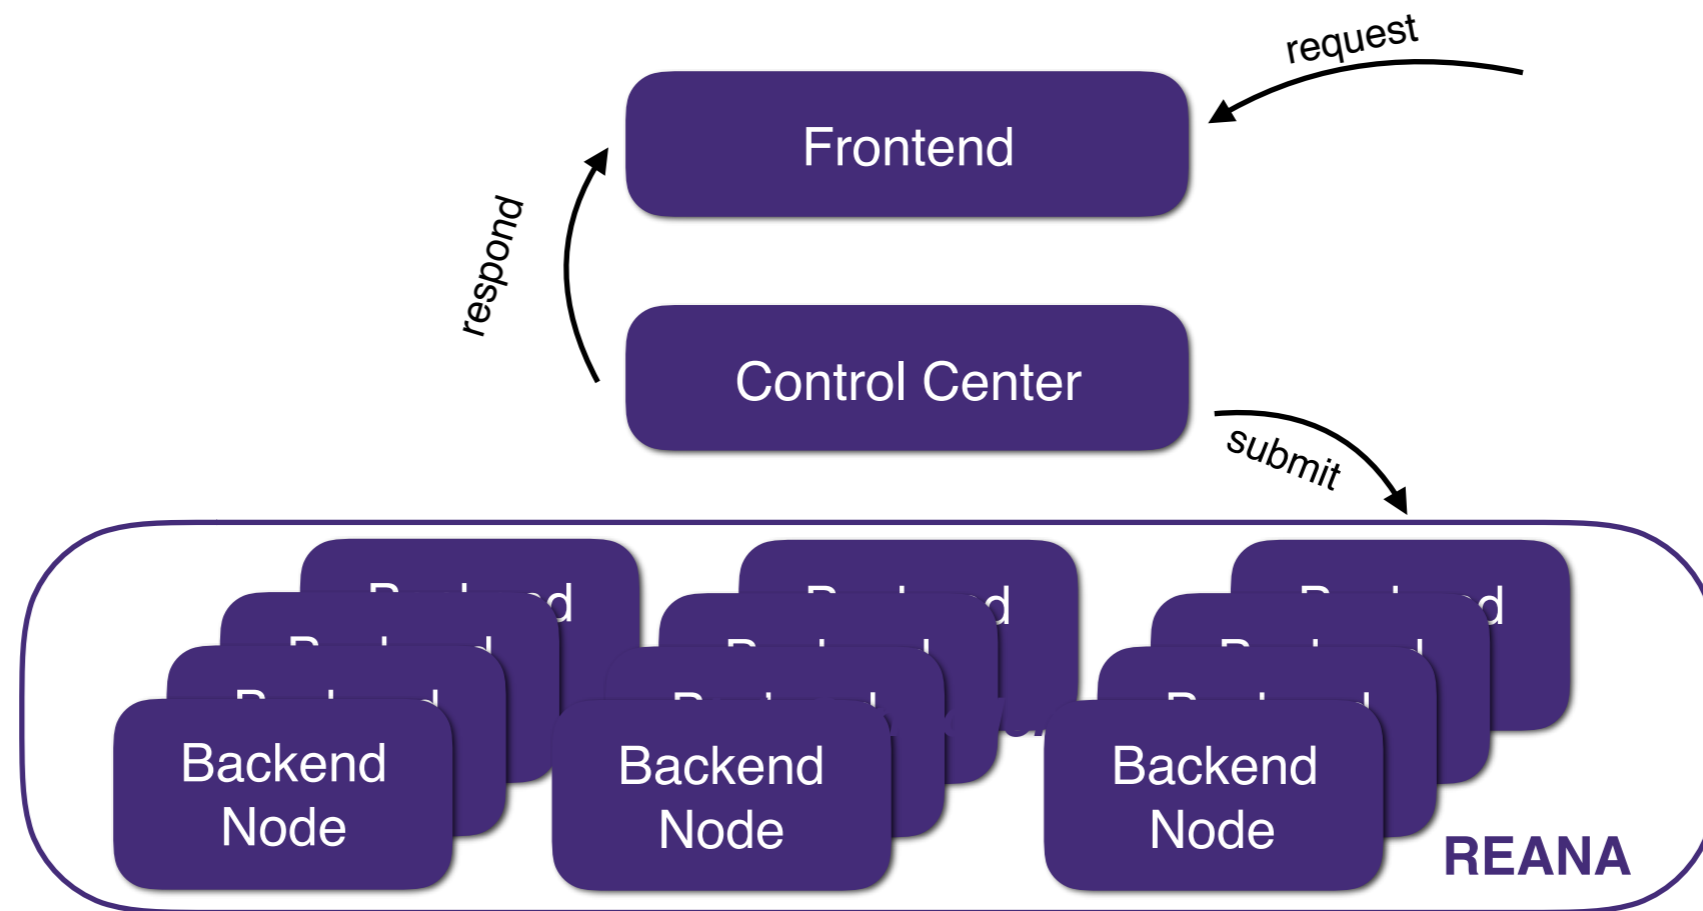 request
Frontend
respond
Control Center
submit
Backend
Node
Backend
Node
Backend
Node
REANA